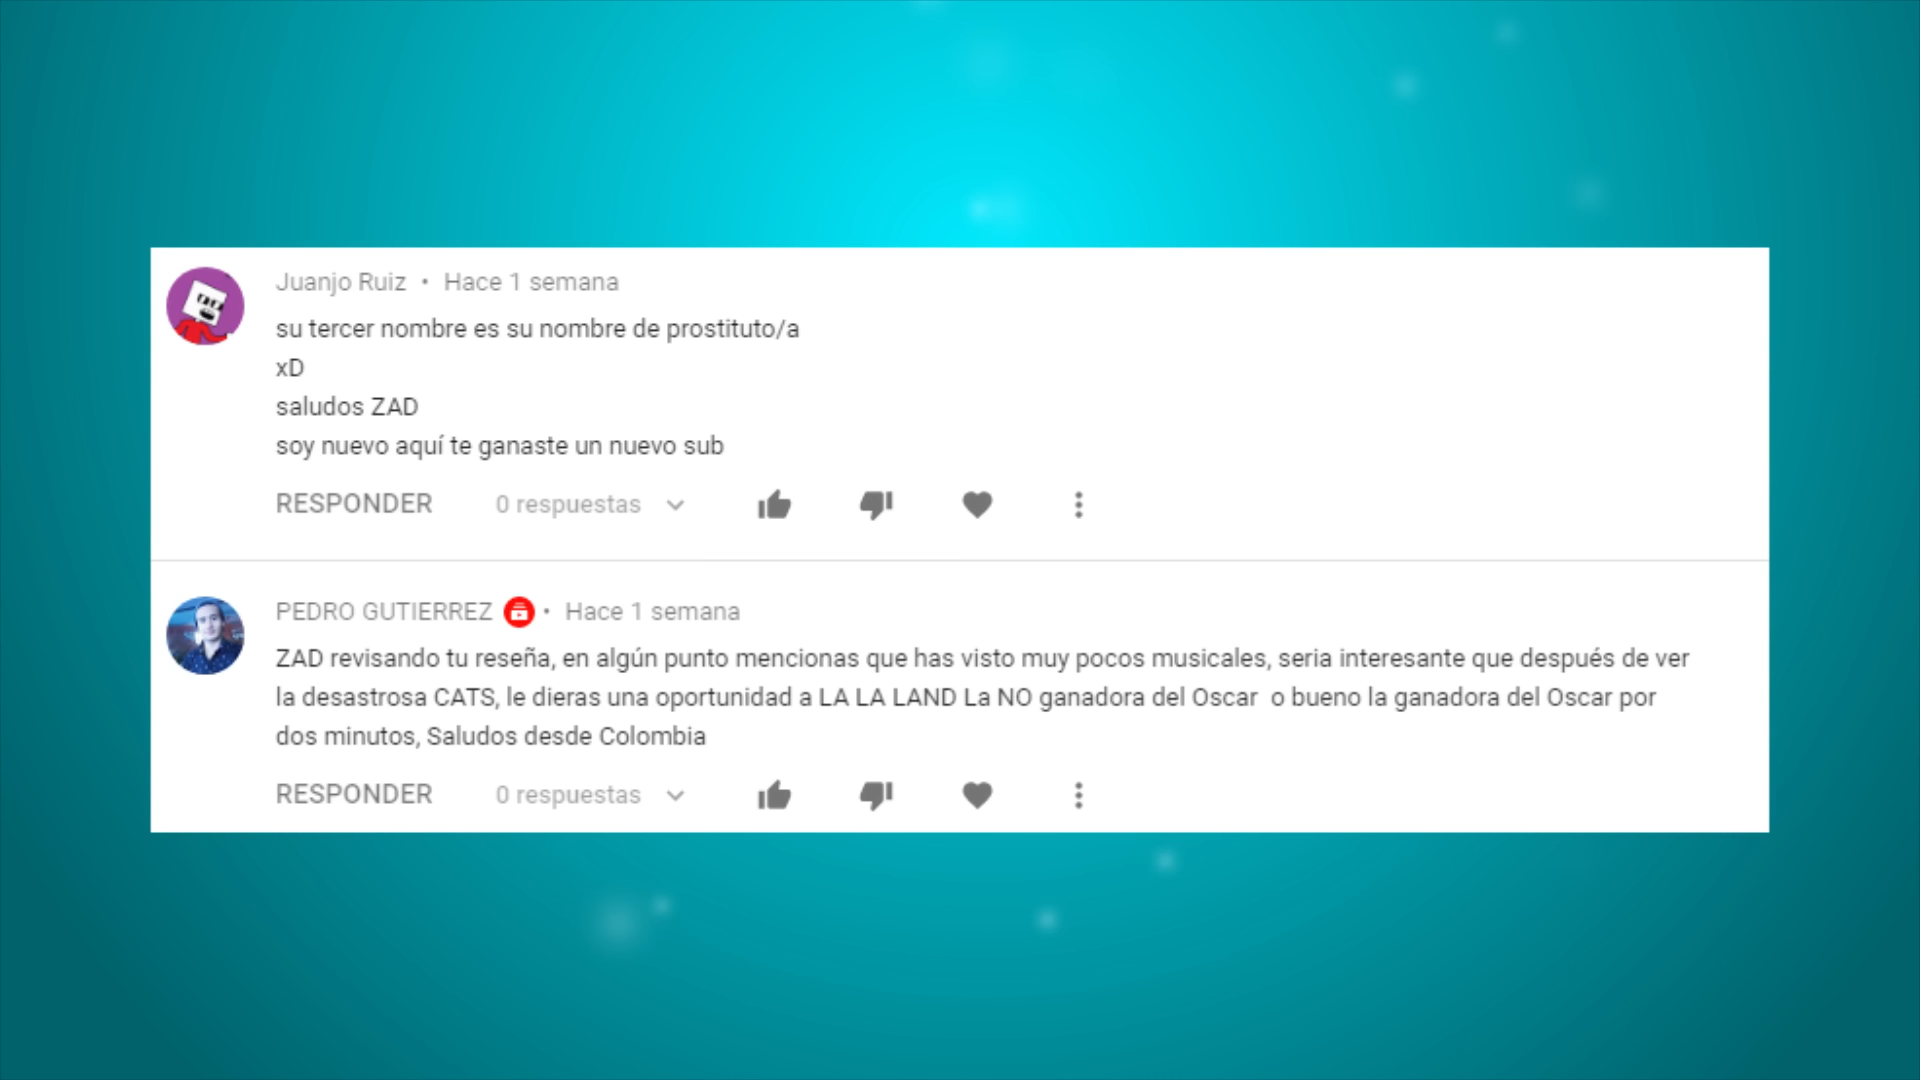 Juanjo Ruiz • Hace 1 semana
su tercer nombre es su nombre de prostituto/a
xD
saludos ZAD
soy nuevo aquí te ganaste un nuevo sub
RESPONDER 0 respuestas
PEDRO GUTIERREZ • Hace 1 semana
ZAD revisando tu reseña, en algún punto mencionas que has visto muy pocos musicales, seria interesante que después de ver
la desastrosa CATS, le dieras una oportunidad a LA LA LAND La NO ganadora del Oscar  o bueno la ganadora del Oscar por
dos minutos, Saludos desde Colombia
RESPONDER 0 respuestas